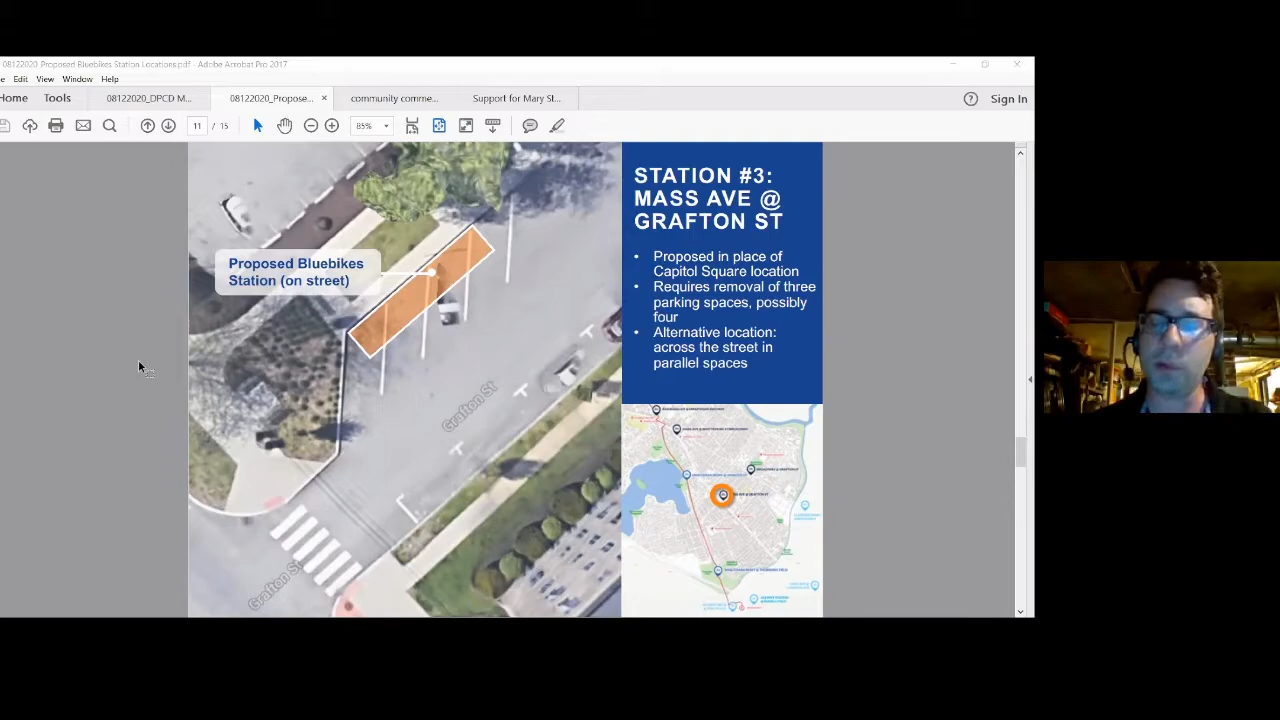 08122020 Proposed Bluebikes Station Locations.pdf - Adobe Acrobat Pro 2017
Edit View Window Help
Home Tools 08122020_DPCD M... 08122020_Propose... × community comme... Support for Mary St... ? Sign In
11 / 15 85%
STATION #3:
MASS AVE @
GRAFTON ST
Proposed Bluebikes
Station (on street)
• Proposed in place of
Capitol Square location
• Requires removal of three
parking spaces, possibly
four
• Alternative location:
across the street in
parallel spaces
Grafton St
Grafton St